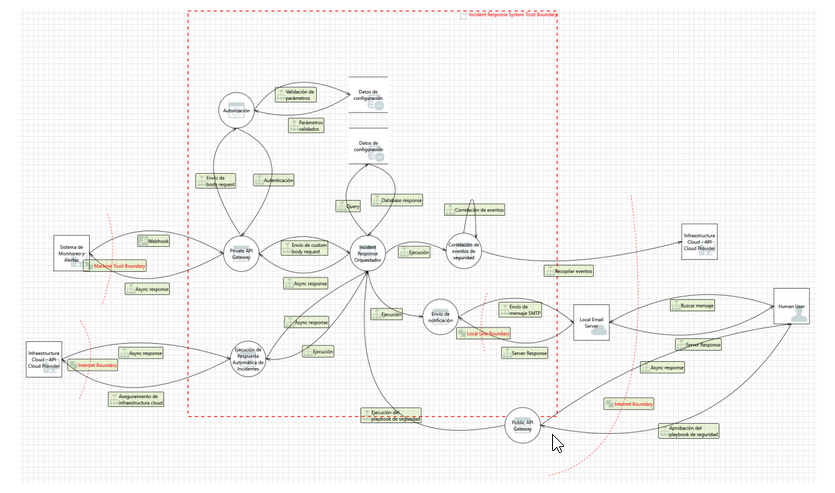 Incident Response System Trust Boundary
Validación de
parámetros
Datos de
configuración
Autorización
Parámetros
validados
Datos de
configuración
Envío de
body request
Autenticación
Query
Database response
Correlación de eventos
Sistema de
Monitoreo y
Alertas
Webhook
Machine Trust Boundary
Async response
Private API
Gateway
Envío de custom
body request
Async response
Incident
Response
Orquestador
Ejecución
Correlación de
eventos de
seguridad
Recopilar eventos
Infraestructura
Cloud - API
Cloud Provider
Async response
Ejecución
Ejecución
Envío de
notificación
Envío de
mensaje SMTP
Local Site Boundary
Server Response
Local Email
Server
Buscar mensaje
Human User
Server Response
Async response
Infraestructura
Cloud - API
Cloud Provider
Async response
Internet Boundary
Aseguramiento de
infraestructura cloud
Ejecución de
Respuesta
Automática de
Incidentes
Ejecución del
playbook de seguridad
Public API
Gateway
Internet Boundary
Aprobación del
playbook de seguridad